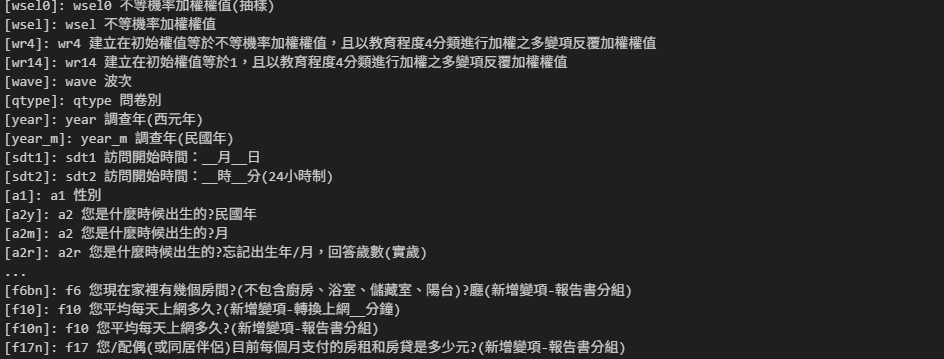 [wsel0]: wsel0 不等機率加權權值(抽樣)
[wsel]: wsel 不等機率加權權值
[wr4]: wr4 建立在初始權值等於不等機率加權權值，且以教育程度4分類進行加權之多變項反覆加權權值
[wr14]: wr14 建立在初始權值等於1，且以教育程度4分類進行加權之多變項反覆加權權值
[wave]: wave 波次
[qtype]: qtype 問卷別
[year]: year 調查年(西元年)
[year_m]: year_m 調查年(民國年)
[sdt1]: sdt1 訪問開始時間：__月__日
[sdt2]: sdt2 訪問開始時間：__時__分(24小時制)
[a1]: a1 性別
[a2y]: a2 您是什麼時候出生的?民國年
[a2m]: a2 您是什麼時候出生的?月
[a2r]: a2r 您是什麼時候出生的?忘記出生年/月，回答歲數(實歲)
...
[f6bn]: f6 您現在家裡有幾個房間?(不包含廚房、浴室、儲藏室、陽台)?廳(新增變項-報告書分組)
[f10]: f10 您平均每天上網多久?(新增變項-轉換上網__分鐘)
[f10n]: f10 您平均每天上網多久?(新增變項-報告書分組)
[f17n]: f17 您/配偶(或同居伴侶)目前每個月支付的房租和房貸是多少元?(新增變項-報告書分組)